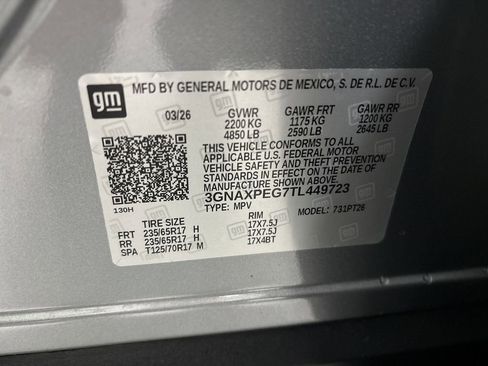 gm MFD BY GENERAL MOTORS DE MEXICO, S. DE R.L. DE C.V.
03/26 GVWR GAWR FRT GAWR RR
2200 KG 1175 KG 1200 KG
4850 LB 2590 LB 2645 LB
THIS VEHICLE CONFORMS TO ALL
APPLICABLE U.S. FEDERAL MOTOR
VEHICLE SAFETY AND THEFT PREVENTION
STANDARDS IN EFFECT ON THE DATE OF
MANUFACTURE SHOWN ABOVE.
3GNAXPEG7TL449723
130H TYPE: MPV MODEL: 731PT26
TIRE SIZE RIM
FRT 235/65R17 H 17X7.5J
RR 235/65R17 H 17X7.5J
SPA T125/70R17 M 17X4BT